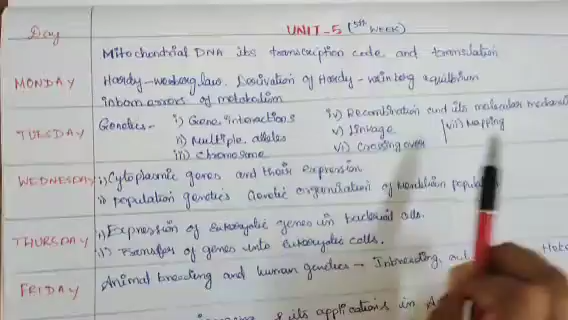 Day
UNIT-5 (5th WEEK)
Mitochondrial DNA its transcription code and translation
MONDAY
Hardy-weinberg law. Derivation of Hardy-weinberg equilibrium
inborn errors of metabolism
TUESDAY
Genetics- i) Gene interactions
ii) Multiple alleles
iii) Chromosome
iv) Recombination and its molecular
v) Linkage
vi) Crossing over
vii) Mapping
WEDNESDAY
i) Cytoplasmic genes and their expression
ii) population genetics Genetic organisation of Mendelian
THURSDAY
i) Expression of eukaryotic genes in bacterial cells.
ii) Transfer of genes into eukaryotic cells.
FRIDAY
Animal breeding and human genetics - Inbreeding,
& its applications in